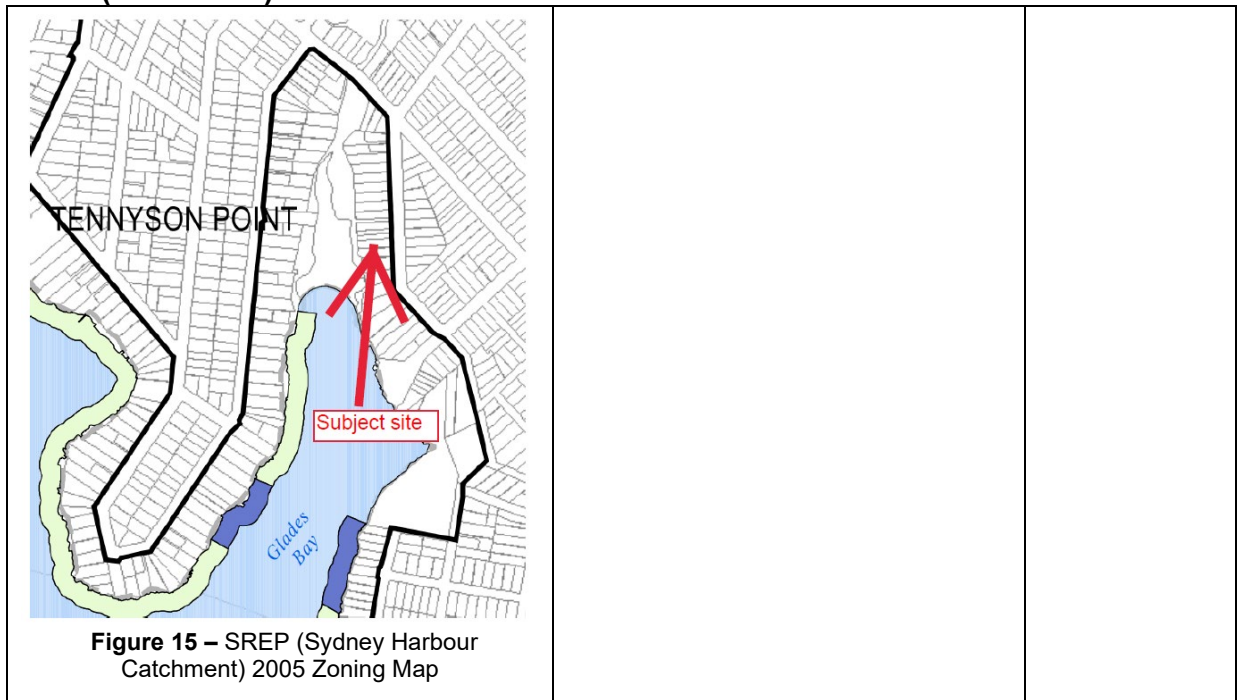 TENNYSON POINT
Subject site
Glades
Bay
Figure 15 – SREP (Sydney Harbour
Catchment) 2005 Zoning Map